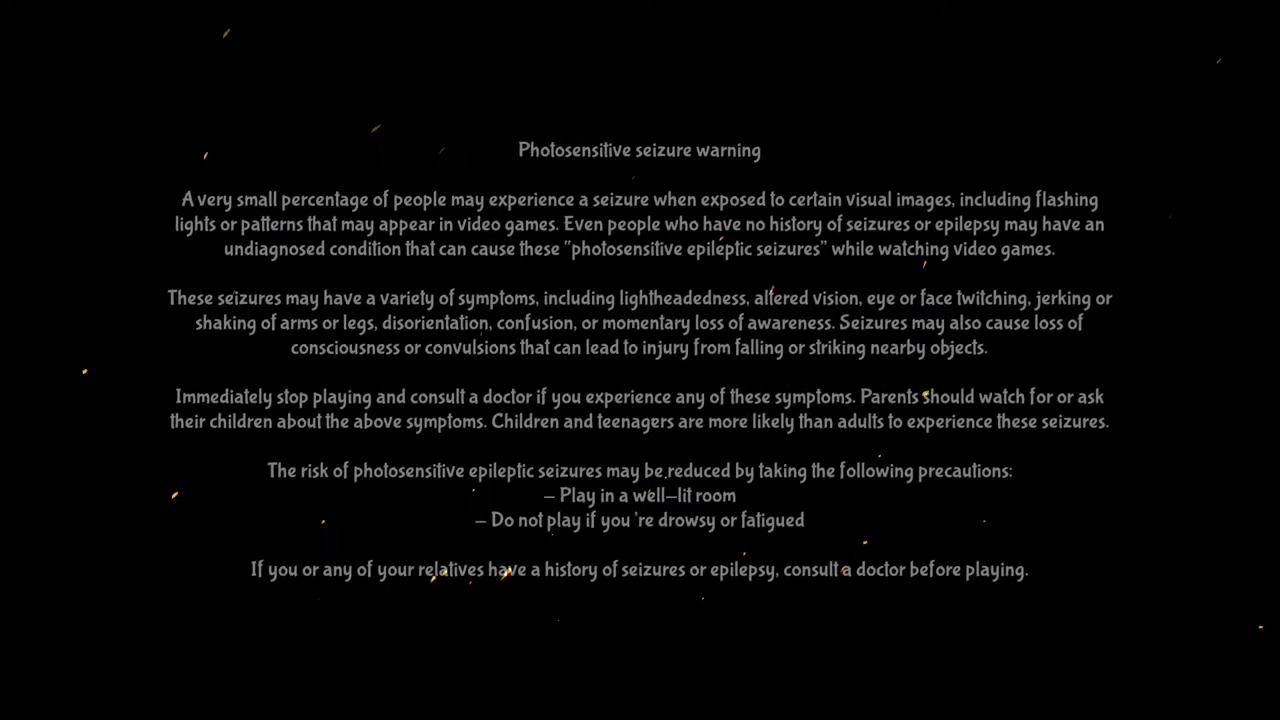 Photosensitive seizure warning
A very small percentage of people may experience a seizure when exposed to certain visual images, including flashing
lights or patterns that may appear in video games. Even people who have no history of seizures or epilepsy may have an
undiagnosed condition that can cause these "photosensitive epileptic seizures" while watching video games.
These seizures may have a variety of symptoms, including lightheadedness, altered vision, eye or face twitching, jerking or
shaking of arms or legs, disorientation, confusion, or momentary loss of awareness. Seizures may also cause loss of
consciousness or convulsions that can lead to injury from falling or striking nearby objects.
Immediately stop playing and consult a doctor if you experience any of these symptoms. Parents should watch for or ask
their children about the above symptoms. Children and teenagers are more likely than adults to experience these seizures.
The risk of photosensitive epileptic seizures may be reduced by taking the following precautions:
– Play in a well–lit room
– Do not play if you 're drowsy or fatigued
If you or any of your relatives have a history of seizures or epilepsy, consult a doctor before playing.